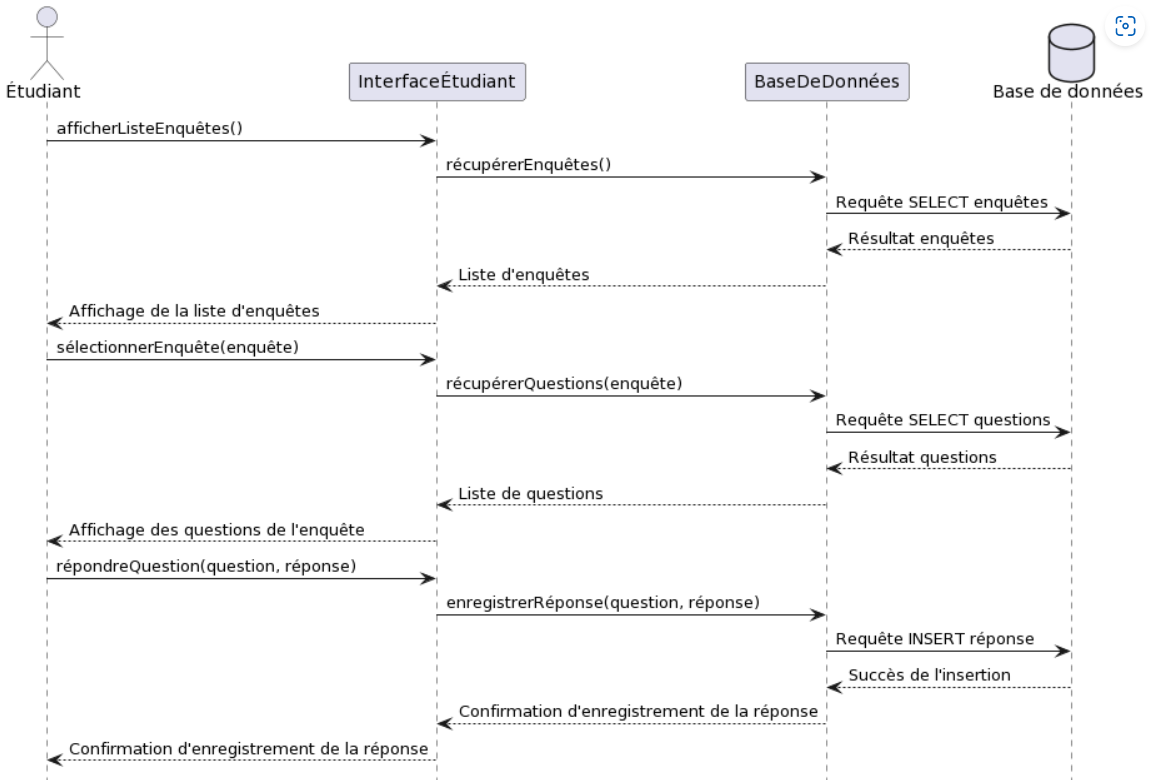 Étudiant
InterfaceÉtudiant
BaseDeDonnées
Base de données
afficherListeEnquêtes()
récupérerEnquêtes()
Requête SELECT enquêtes
Résultat enquêtes
Liste d'enquêtes
Affichage de la liste d'enquêtes
sélectionnerEnquête(enquête)
récupérerQuestions(enquête)
Requête SELECT questions
Résultat questions
Liste de questions
Affichage des questions de l'enquête
répondreQuestion(question, réponse)
enregistrerRéponse(question, réponse)
Requête INSERT réponse
Succès de l'insertion
Confirmation d'enregistrement de la réponse
Confirmation d'enregistrement de la réponse